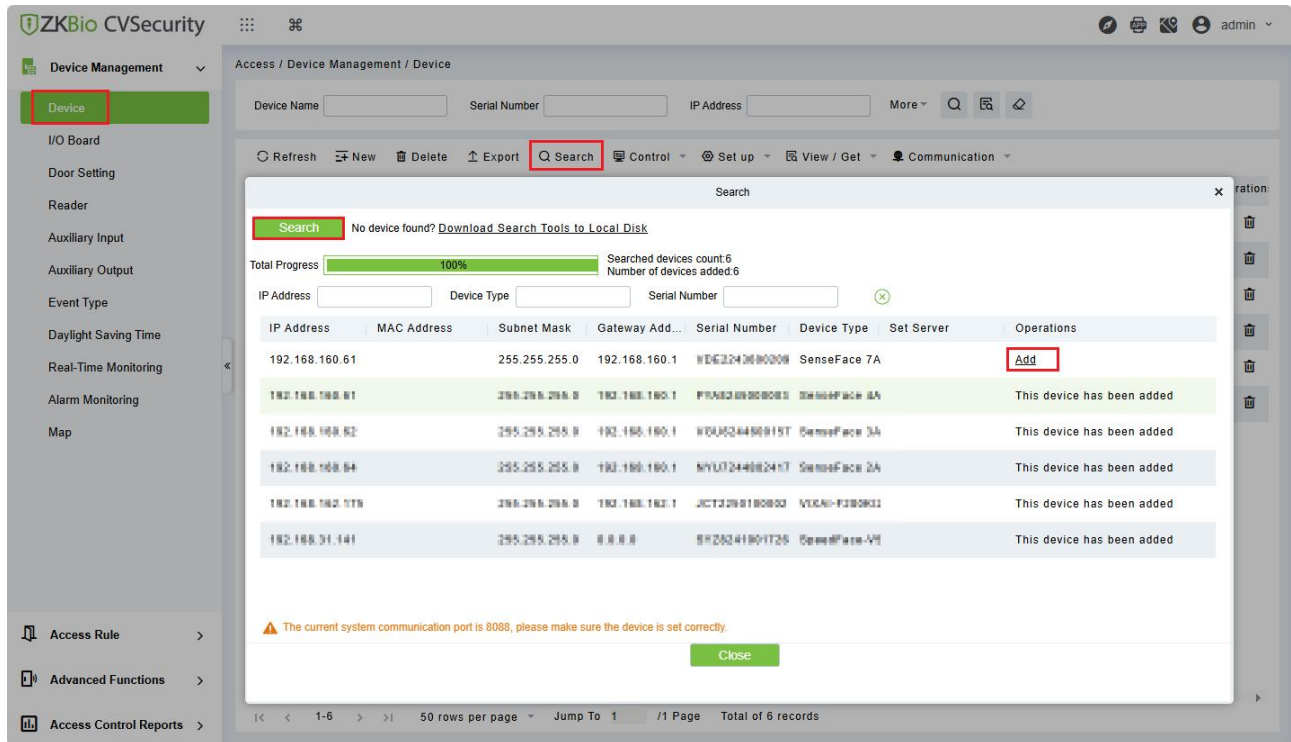 ZKBio CVSecurity
admin
Device Management
Access / Device Management / Device
Device
Device Name Serial Number IP Address More
I/O Board
Refresh New Delete Export Search Control Set up View / Get Communication
Door Setting
Reader
Auxiliary Input
Auxiliary Output
Event Type
Daylight Saving Time
Real-Time Monitoring
Alarm Monitoring
Map
Search
ration
Search No device found? Download Search Tools to Local Disk
Total Progress 100% Searched devices count:6
Number of devices added:6
IP Address Device Type Serial Number
IP Address MAC Address Subnet Mask Gateway Add... Serial Number Device Type Set Server Operations
192.168.160.61 255.255.255.0 192.168.160.1 SenseFace 7A Add
This device has been added
This device has been added
This device has been added
This device has been added
This device has been added
The current system communication port is 8088, please make sure the device is set correctly.
Close
Access Rule
Advanced Functions
Access Control Reports
1-6 50 rows per page Jump To 1 /1 Page Total of 6 records